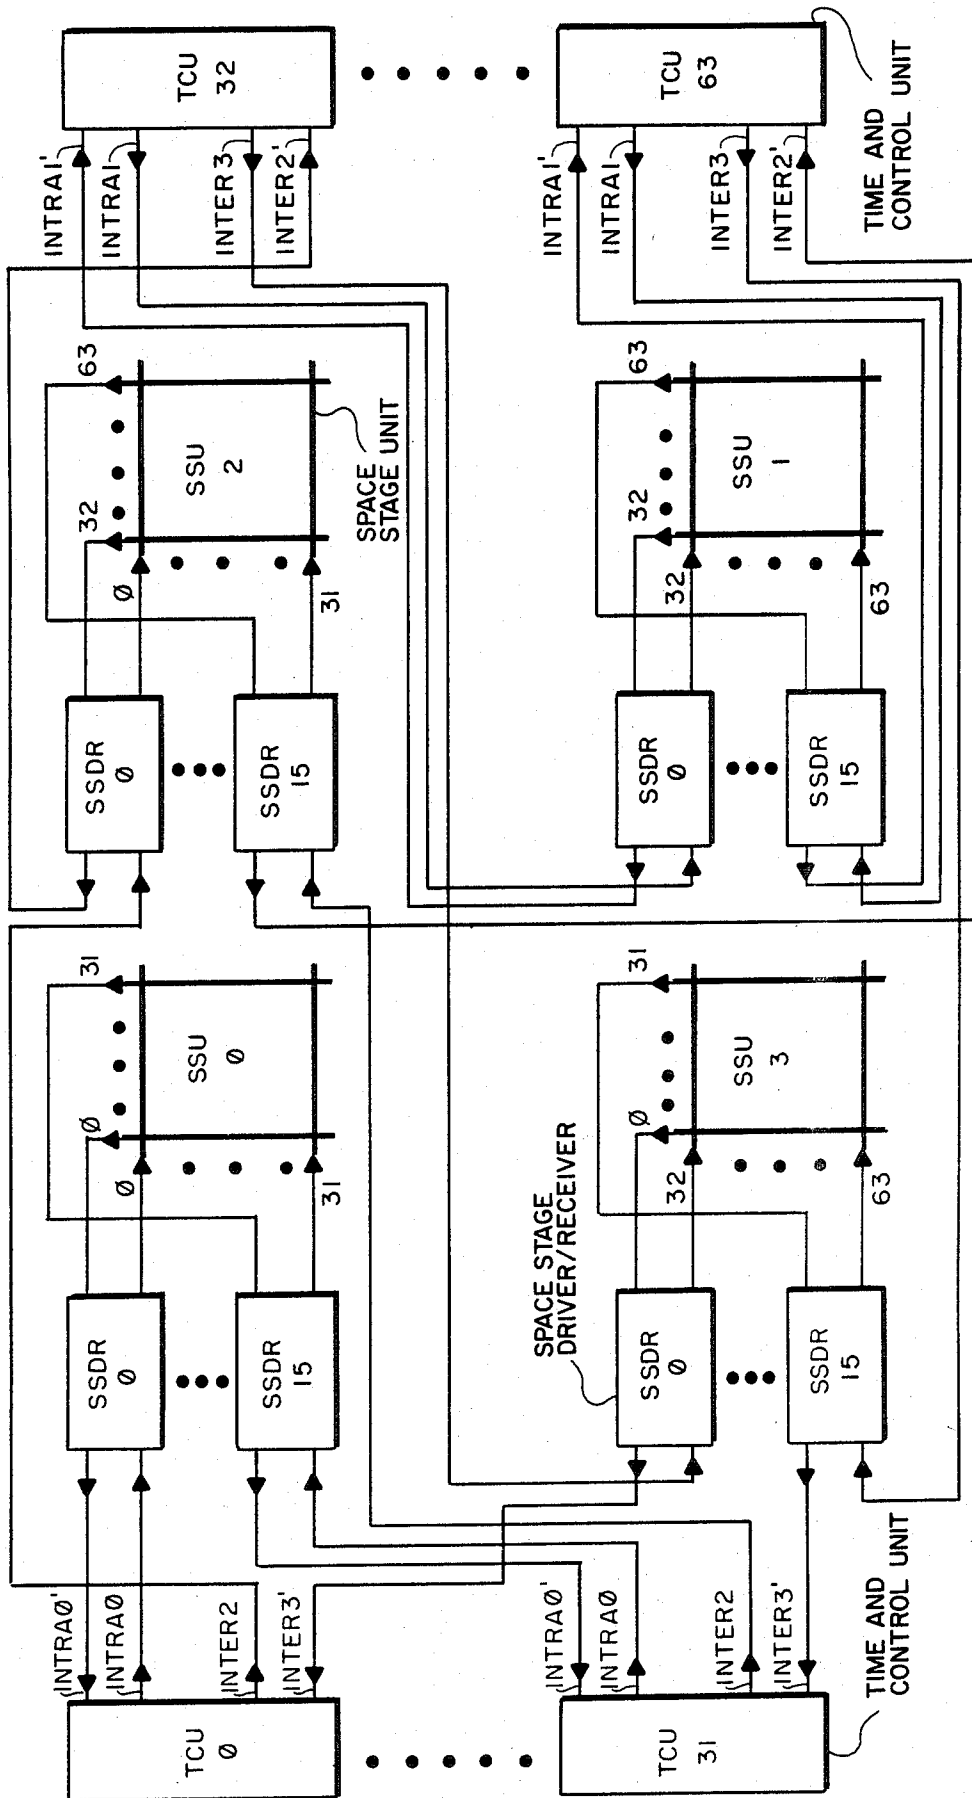 TCU
Ø
INTRAØ'
INTRAØ
INTER2
INTER3'
SSDR
Ø
SSDR
15
Ø
31
Ø
31
SSU
Ø
SSDR
Ø
SSDR
15
32
63
Ø
31
SSU
2
SPACE
STAGE UNIT
INTRA1'
INTRA1
INTER3
INTER2'
TCU
32
TCU
31
INTRAØ'
INTRAØ
INTER2
INTER3'
TIME AND
CONTROL UNIT
SPACE STAGE
DRIVER/RECEIVER
SSDR
Ø
SSDR
15
Ø
31
32
63
SSU
3
SSDR
Ø
SSDR
15
32
63
32
63
SSU
1
INTRA1'
INTRA1
INTER3
INTER2'
TCU
63
TIME AND
CONTROL UNIT